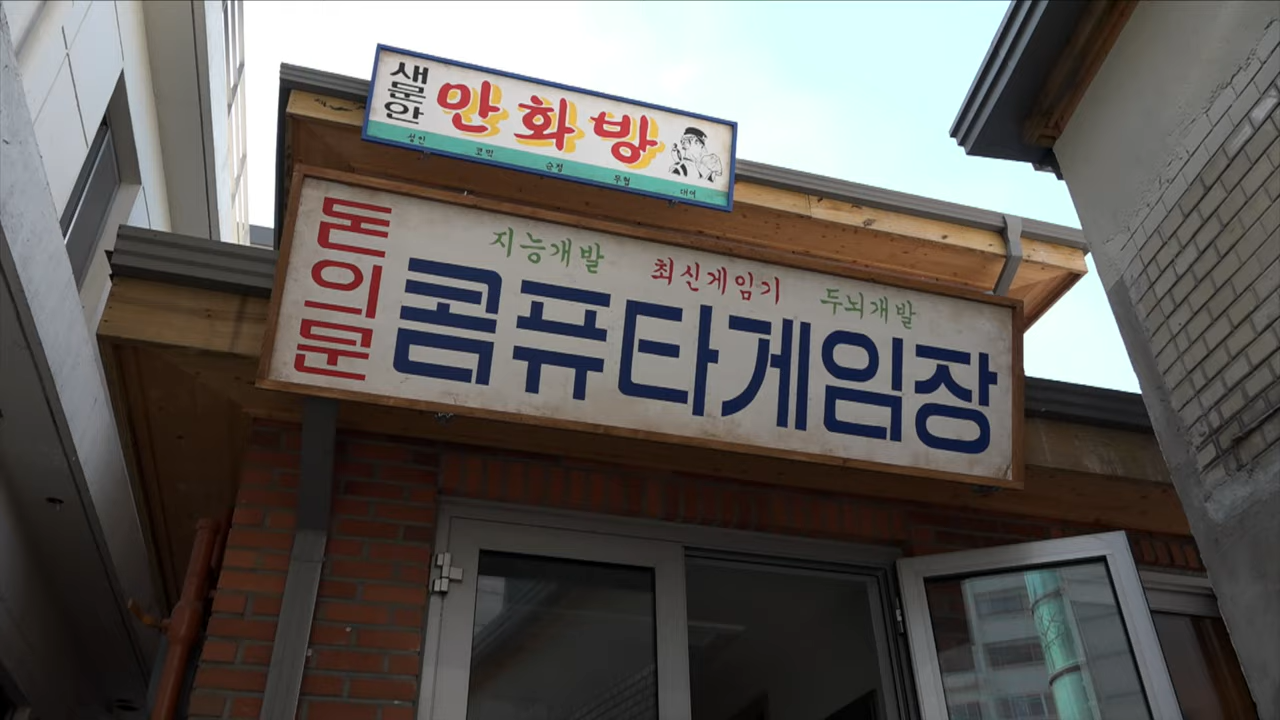 새문안 만화방
성인 코믹 순정 무협 대여
돈의문
지능개발 최신게임기 두뇌개발
콤퓨타게임장